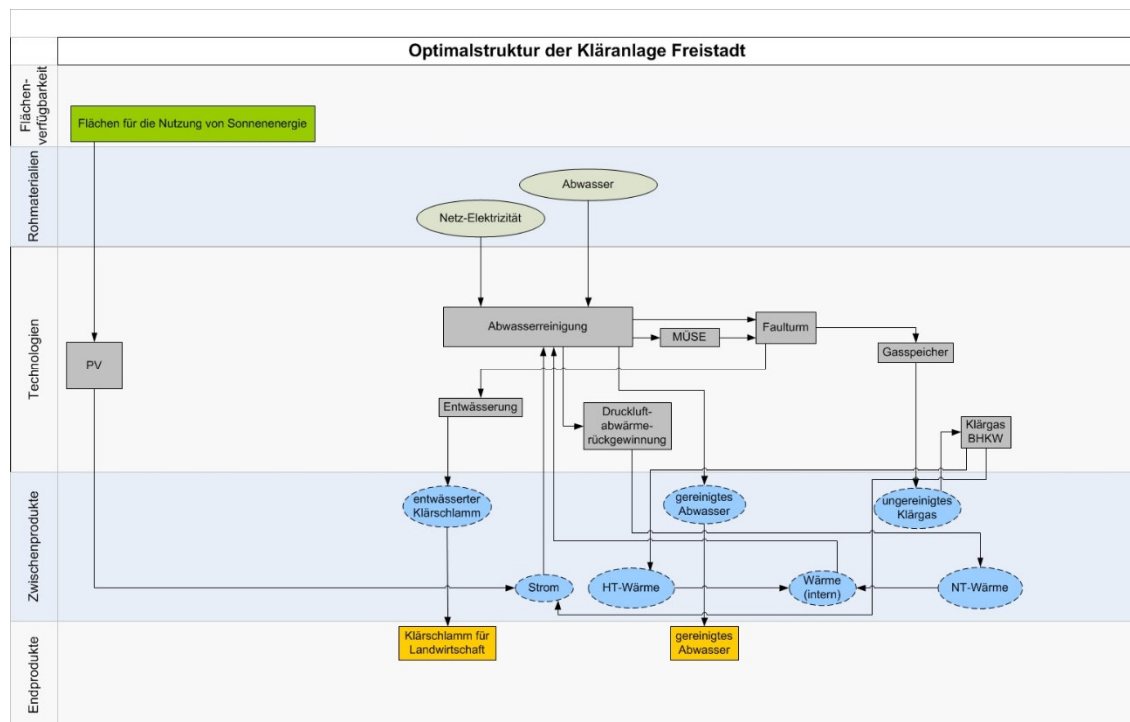 Optimalstruktur der Kläranlage Freistadt
Flächen-
verfügbarkeit
Flächen für die Nutzung von Sonnenenergie
Rohmaterialien
Abwasser
Netz-Elektrizität
Technologien
Abwasserreinigung
MÜSE
Faulturm
Gasspeicher
PV
Entwässerung
Druckluft-
abwärme-
rückgewinnung
Klärgas
BHKW
Zwischenprodukte
entwässerter
Klärschlamm
gereinigtes
Abwasser
ungereinigtes
Klärgas
Strom
HT-Wärme
Wärme
(intern)
NT-Wärme
Endprodukte
Klärschlamm für
Landwirtschaft
gereinigtes
Abwasser